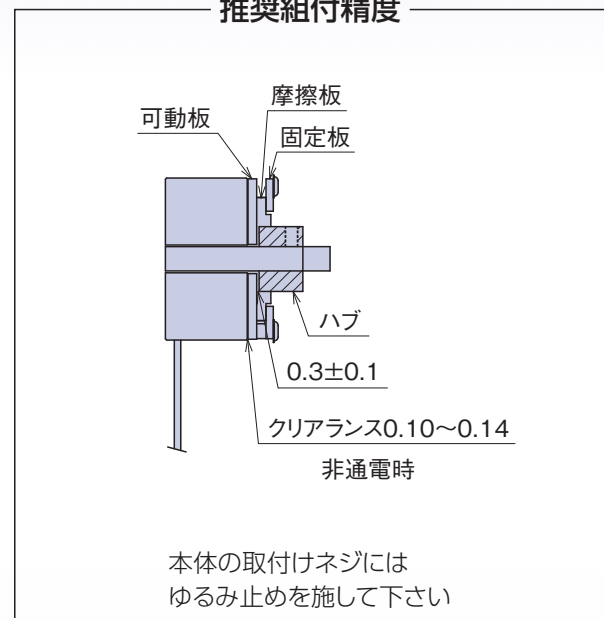 推奨組付精度
摩擦板
可動板
固定板
ハブ
0.3±0.1
クリアランス0.10〜0.14
非通電時
本体の取付けネジには
ゆるみ止めを施して下さい